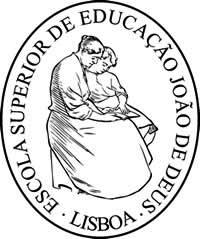 ESCOLA SUPERIOR DE EDUCAÇÃO JOÃO DE DEUS
· LISBOA ·